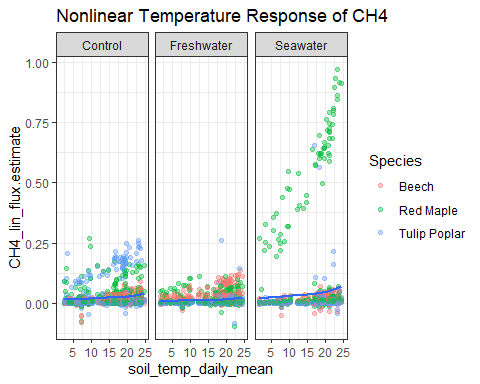 Nonlinear Temperature Response of CH4
Control
Freshwater
Seawater
1.00
0.75
0.50
0.25
0.00
CH4_lin_flux.estimate
5 10 15 20 25
5 10 15 20 25
5 10 15 20 25
soil_temp_daily_mean
Species
Beech
Red Maple
Tulip Poplar